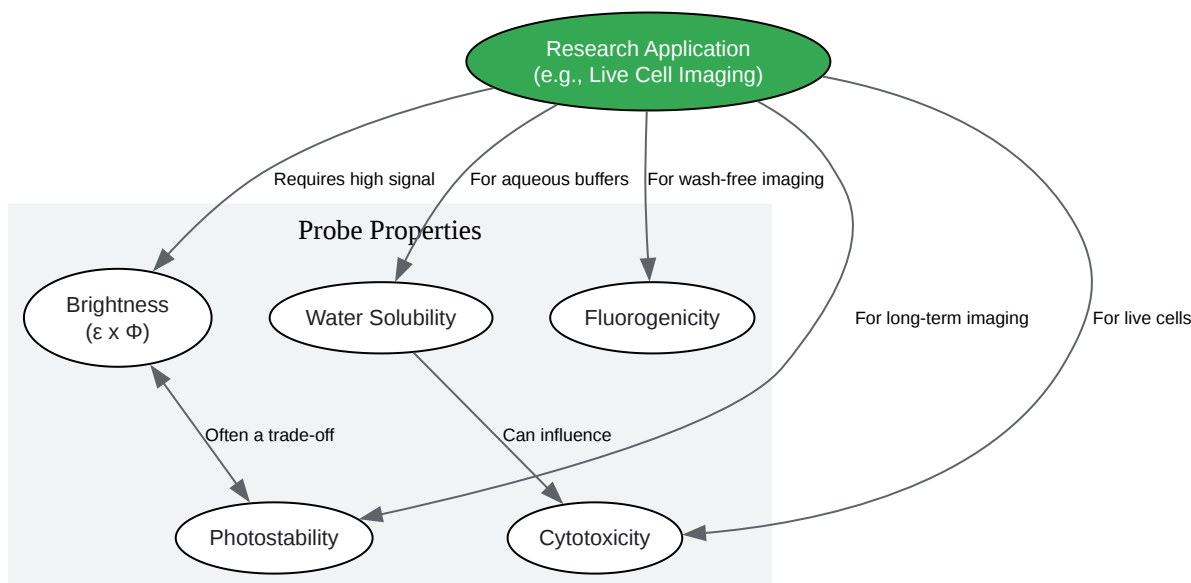 Research Application
(e.g., Live Cell Imaging)
Requires high signal
For aqueous buffers
For wash-free imaging
Probe Properties
Brightness
(ε x Φ)
Water Solubility
Fluorogenicity
For long-term imaging
For live cells
Often a trade-off
Can influence
Photostability
Cytotoxicity